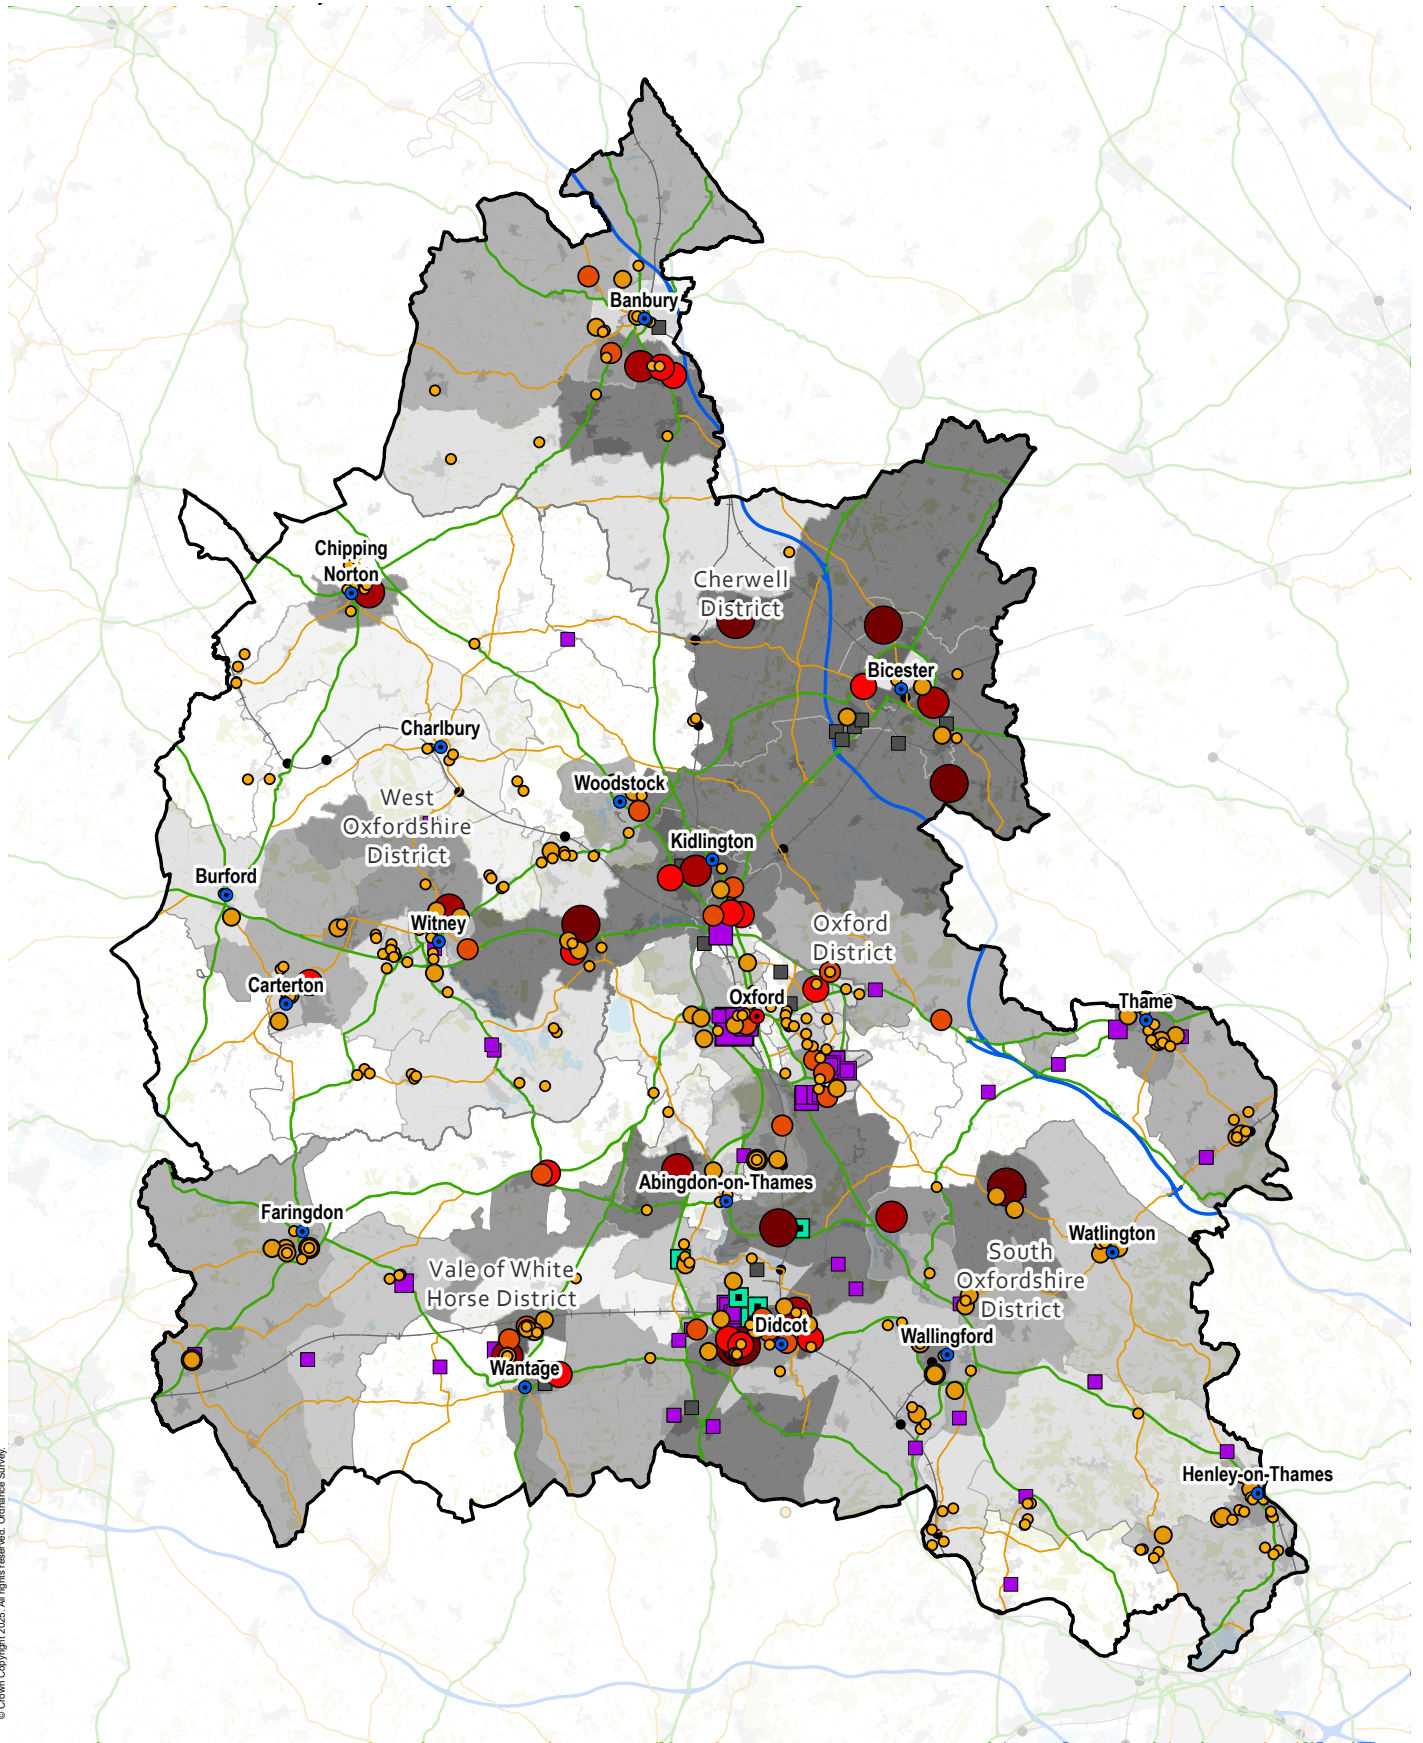 Banbury
Chipping
Norton
Cherwell
District
Bicester
Charlbury
Woodstock
West
Oxfordshire
District
Kidlington
Burford
Witney
Oxford
District
Carterton
Oxford
Thame
Abingdon-on-Thames
Faringdon
Watlington
South
Oxfordshire
District
Vale of White
Horse District
Didcot
Wallingford
Wantage
Henley-on-Thames
© Crown Copyright 2025. All rights reserved. Ordnance Survey.